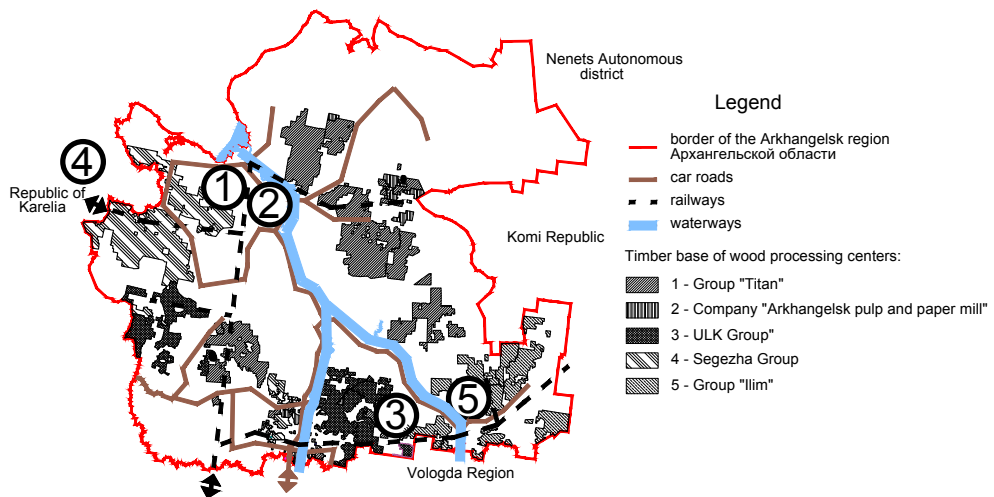 Nenets Autonomous
district
Legend
border of the Arkhangelsk region
Архангельской области
car roads
railways
waterways
Timber base of wood processing centers:
1 - Group "Titan"
2 - Company "Arkhangelsk pulp and paper mill"
3 - ULK Group"
4 - Segezha Group
5 - Group "Ilim"
4
Republic of
Karelia
1
2
Komi Republic
3
5
Vologda Region